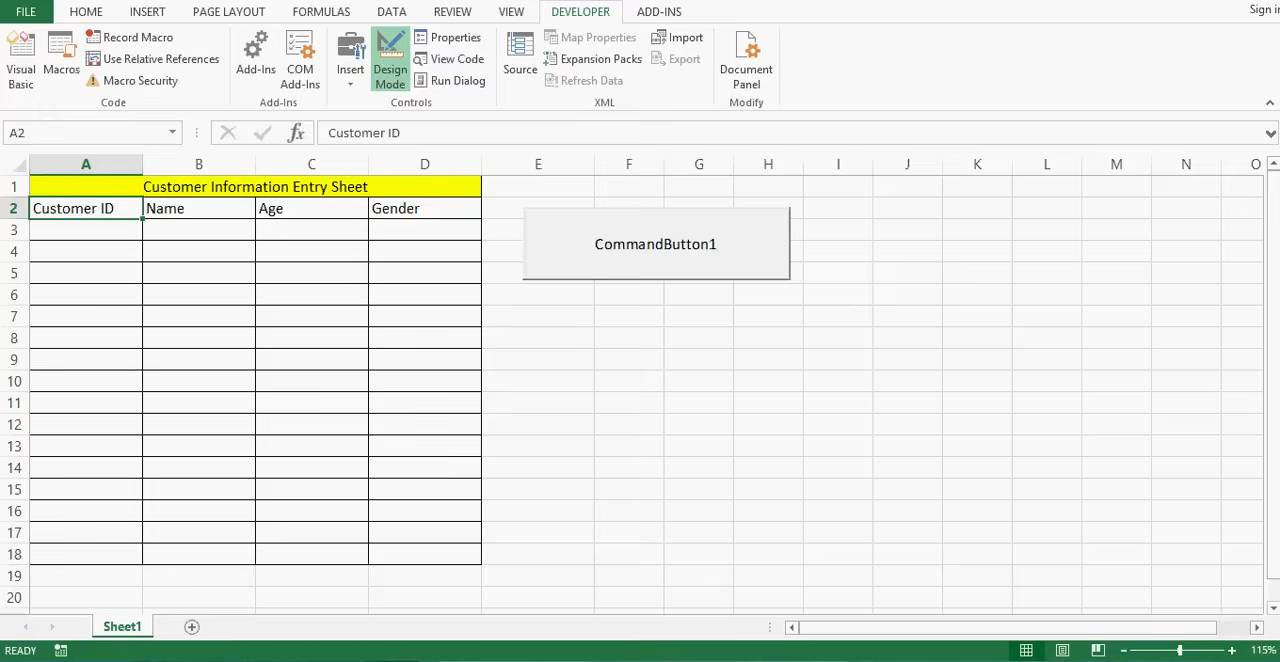 FILE HOME INSERT PAGE LAYOUT FORMULAS DATA REVIEW VIEW DEVELOPER ADD-INS Sign in
Visual Basic
Macros
Record Macro
Use Relative References
Macro Security
Code
Add-Ins
COM Add-Ins
Add-Ins
Insert
Design Mode
Properties
View Code
Run Dialog
Controls
Source
Map Properties
Expansion Packs
Refresh Data
Import
Export
XML
Document Panel
Modify
A2 fx Customer ID
A B C D E F G H I J K L M N O
1 Customer Information Entry Sheet
2 Customer ID Name Age Gender
3
CommandButton1
4
5
6
7
8
9
10
11
12
13
14
15
16
17
18
19
20
Sheet1
READY 115%